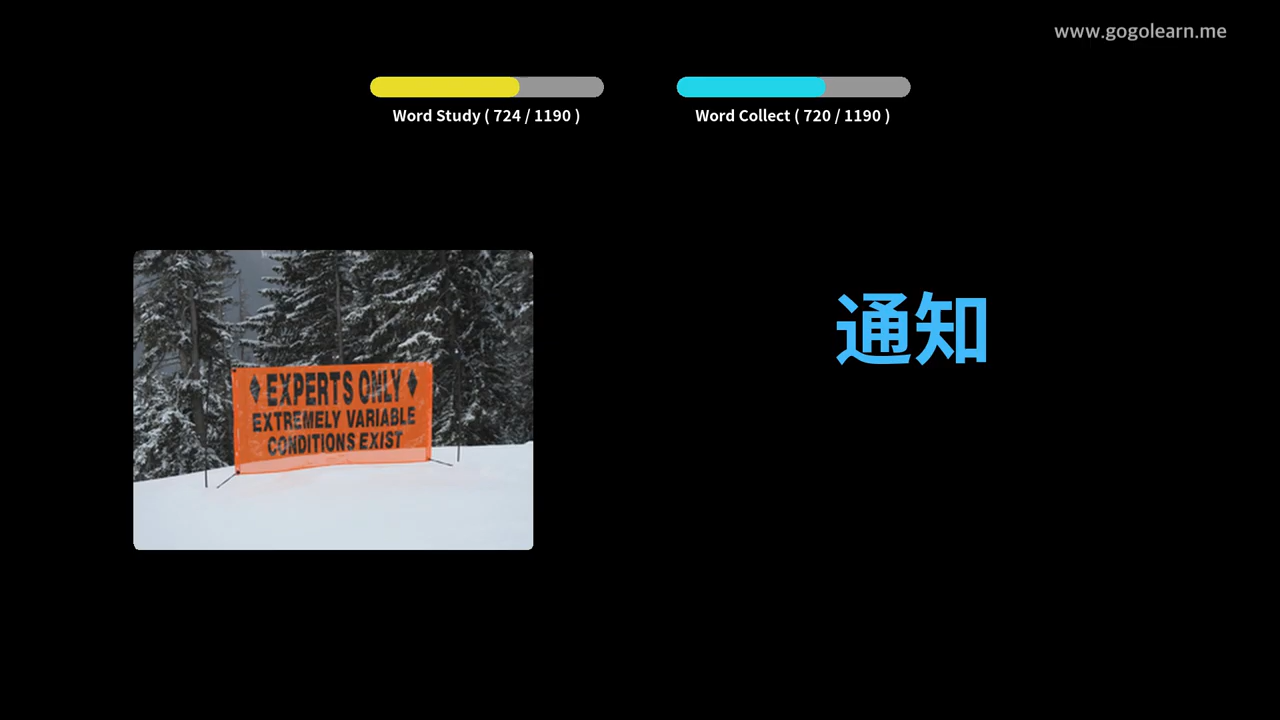 www.gogolearn.me
Word Study ( 724 / 1190 )
Word Collect ( 720 / 1190 )
EXPERTS ONLY
EXTREMELY VARIABLE
CONDITIONS EXIST
通知